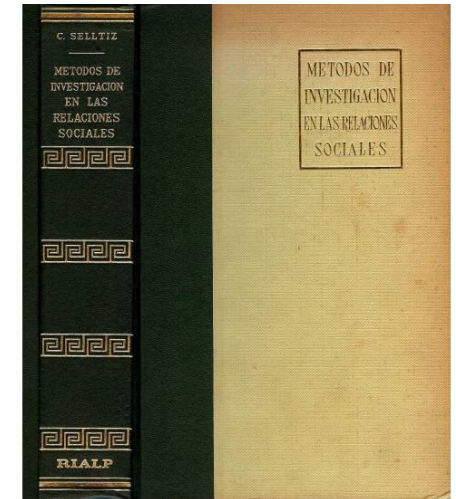 C. SELLTIZ
METODOS DE
INVESTIGACION
EN LAS
RELACIONES
SOCIALES
RIALP
METODOS DE
INVESTIGACION
EN LAS RELACIONES
SOCIALES